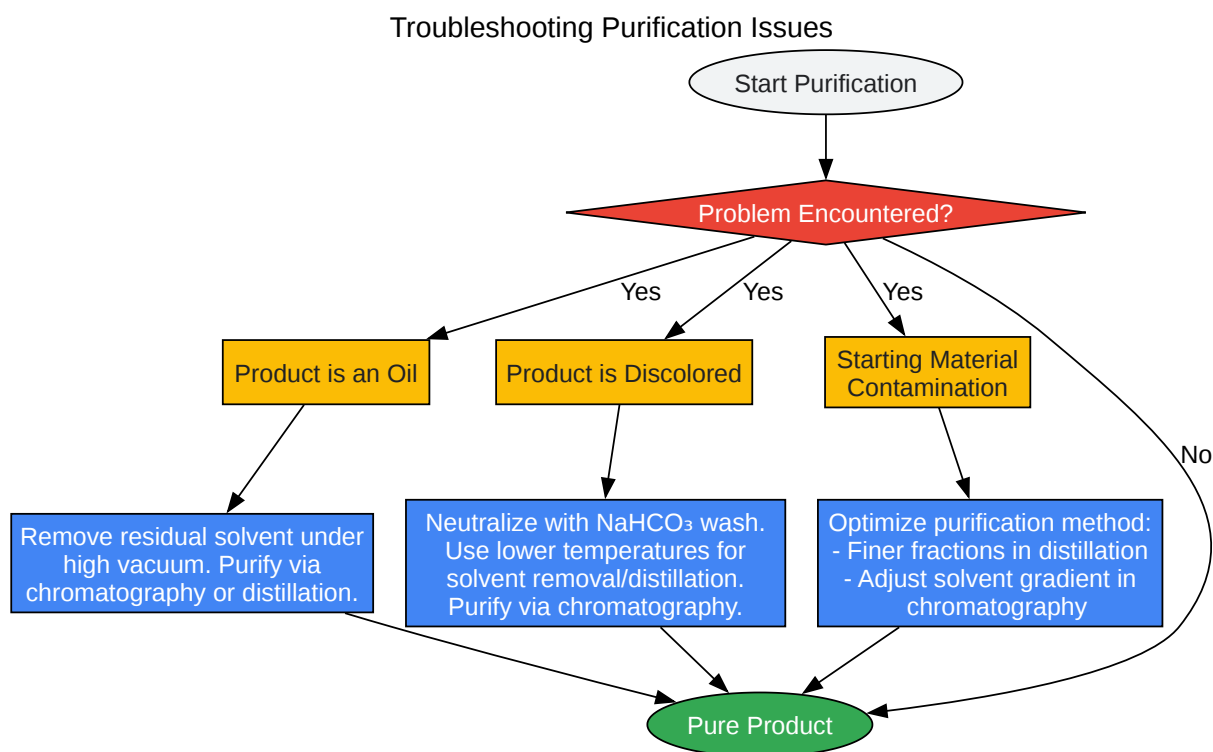 Troubleshooting Purification Issues
Start Purification
Problem Encountered?
Yes
Yes
Yes
No
Product is an Oil
Product is Discolored
Starting Material
Contamination
Remove residual solvent under
high vacuum. Purify via
chromatography or distillation.
Neutralize with NaHCO₃ wash.
Use lower temperatures for
solvent removal/distillation.
Purify via chromatography.
Optimize purification method:
- Finer fractions in distillation
- Adjust solvent gradient in
chromatography
Pure Product